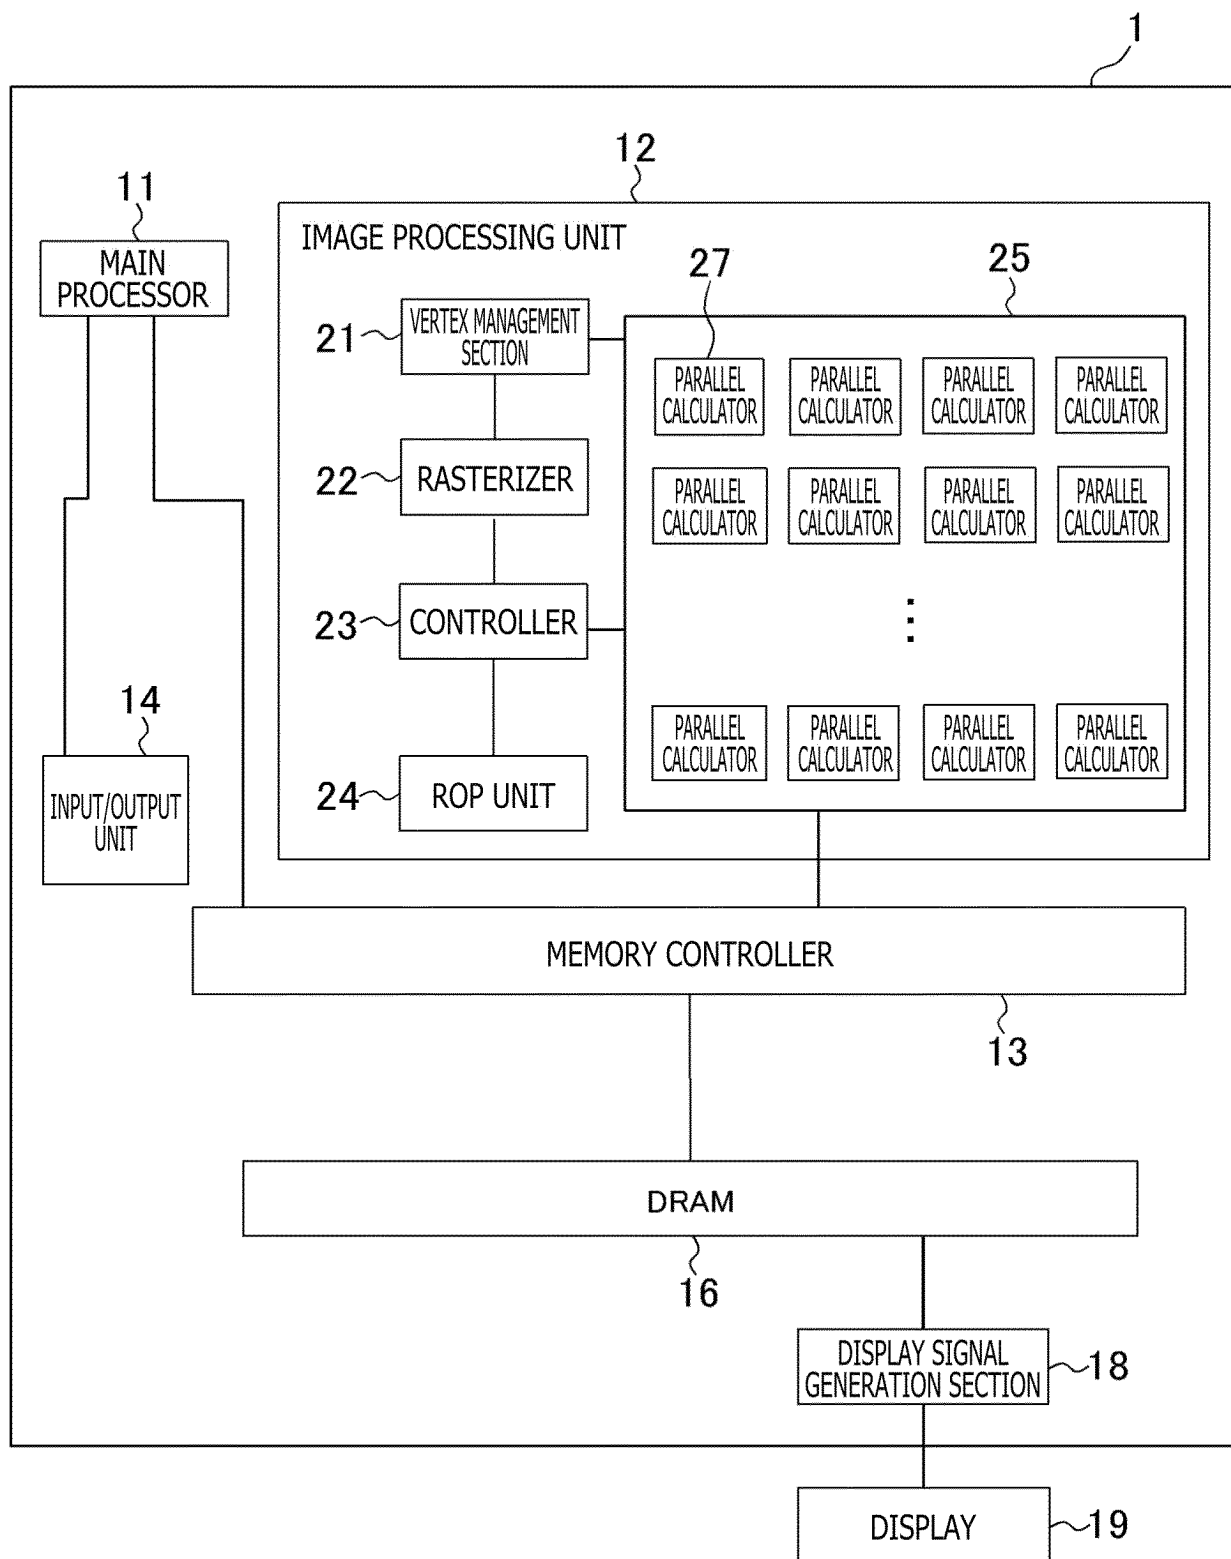 1
12
11
IMAGE PROCESSING UNIT
MAIN
PROCESSOR
27
25
21
VERTEX MANAGEMENT
SECTION
PARALLEL
CALCULATOR
PARALLEL
CALCULATOR
PARALLEL
CALCULATOR
PARALLEL
CALCULATOR
22
RASTERIZER
PARALLEL
CALCULATOR
PARALLEL
CALCULATOR
PARALLEL
CALCULATOR
PARALLEL
CALCULATOR
23
CONTROLLER
14
INPUT/OUTPUT
UNIT
24
ROP UNIT
PARALLEL
CALCULATOR
PARALLEL
CALCULATOR
PARALLEL
CALCULATOR
PARALLEL
CALCULATOR
MEMORY CONTROLLER
13
DRAM
16
DISPLAY SIGNAL
GENERATION SECTION
18
DISPLAY
19